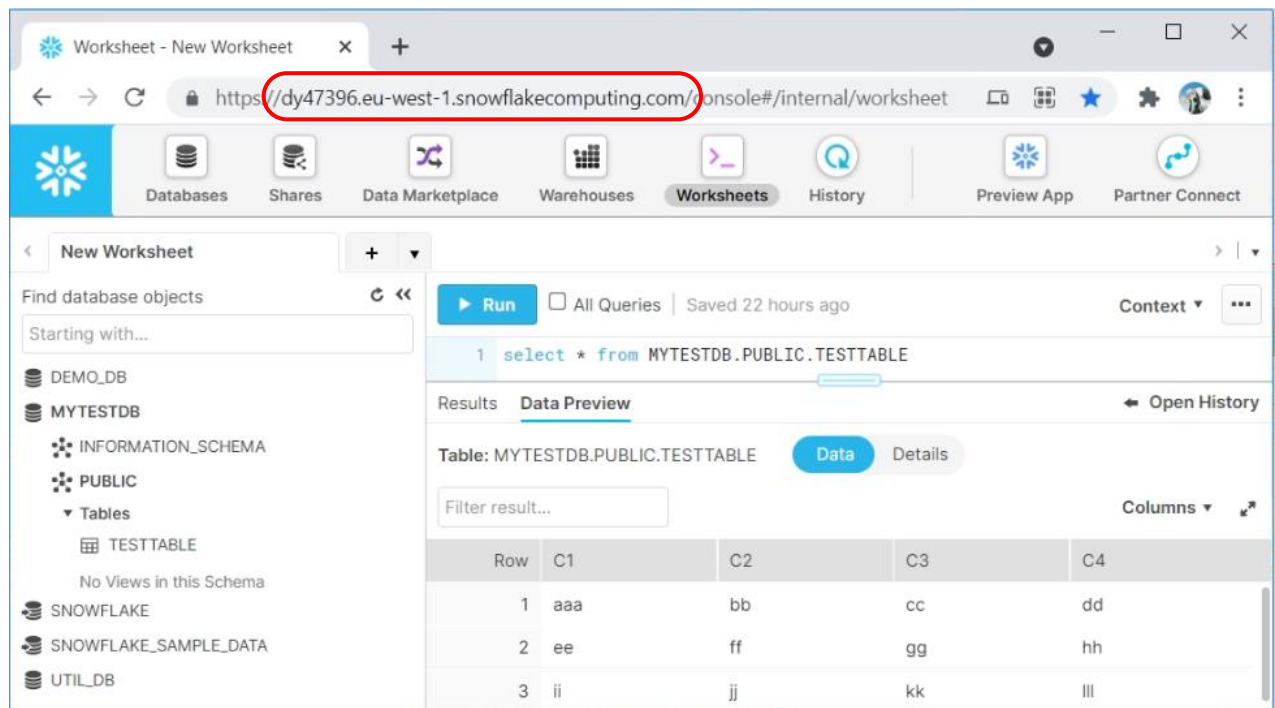 Worksheet - New Worksheet
https://dy47396.eu-west-1.snowflakecomputing.com/console#/internal/worksheet
Databases Shares Data Marketplace Warehouses Worksheets History Preview App Partner Connect
New Worksheet
Find database objects
Starting with...
DEMO_DB
MYTESTDB
INFORMATION_SCHEMA
PUBLIC
Tables
TESTTABLE
No Views in this Schema
SNOWFLAKE
SNOWFLAKE_SAMPLE_DATA
UTIL_DB
Run All Queries Saved 22 hours ago Context
1 select * from MYTESTDB.PUBLIC.TESTTABLE
Results Data Preview Open History
Table: MYTESTDB.PUBLIC.TESTTABLE Data Details
Filter result... Columns
Row C1 C2 C3 C4
1 aaa bb cc dd
2 ee ff gg hh
3 ii jj kk lll